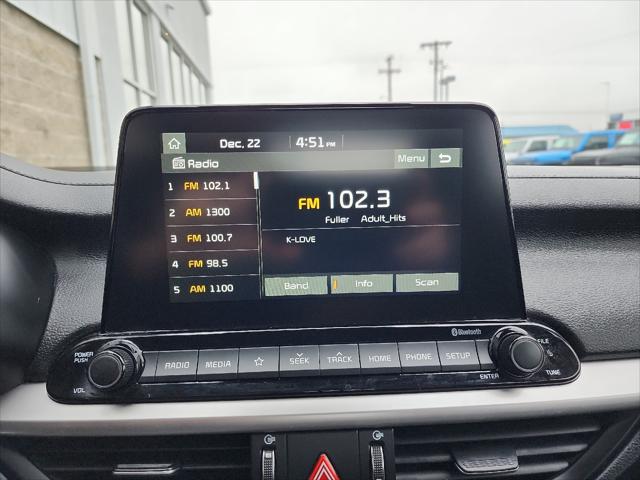 Dec. 22 4:51 PM
Radio Menu
1 FM 102.1
2 AM 1300
3 FM 100.7
4 FM 98.5
5 AM 1100
FM 102.3
Fuller Adult_Hits
K-LOVE
Band Info Scan
Bluetooth
POWER
PUSH
VOL
RADIO MEDIA SEEK TRACK HOME PHONE SETUP
FILE
TUNE
ENTER